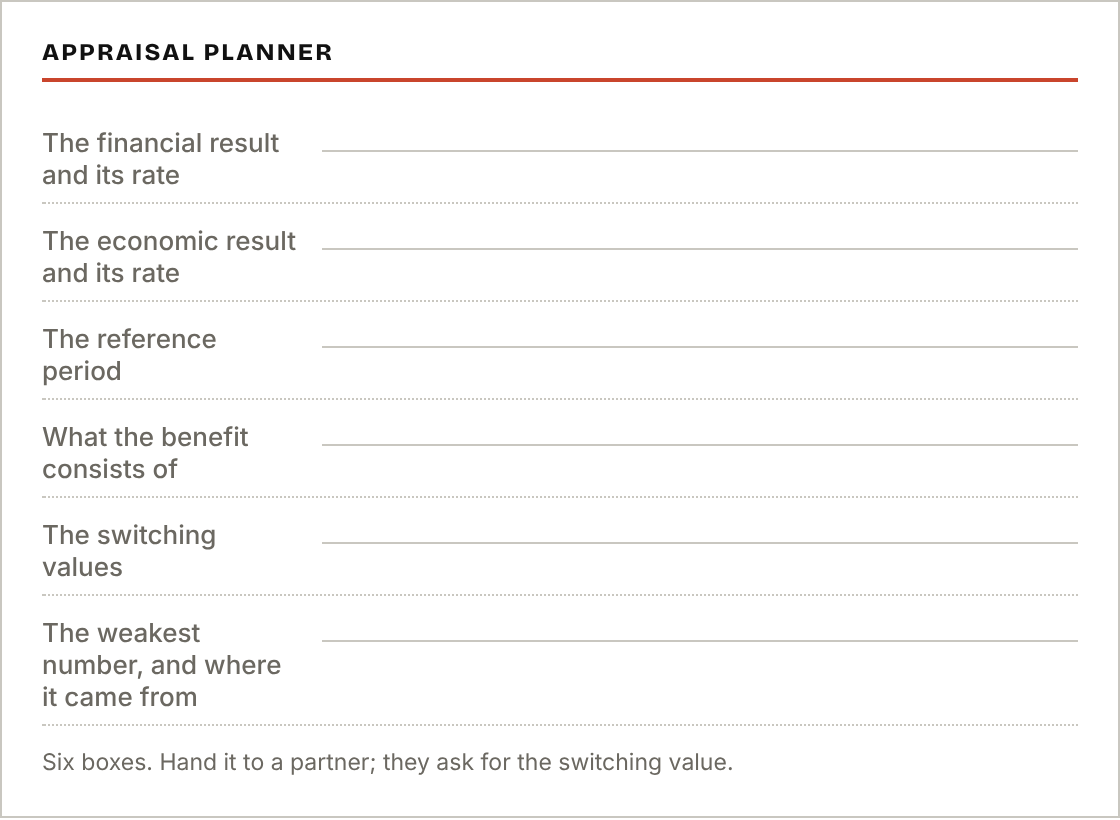 APPRAISAL PLANNER
The financial result
and its rate
The economic result
and its rate
The reference
period
What the benefit
consists of
The switching
values
The weakest
number, and where
it came from
Six boxes. Hand it to a partner; they ask for the switching value.